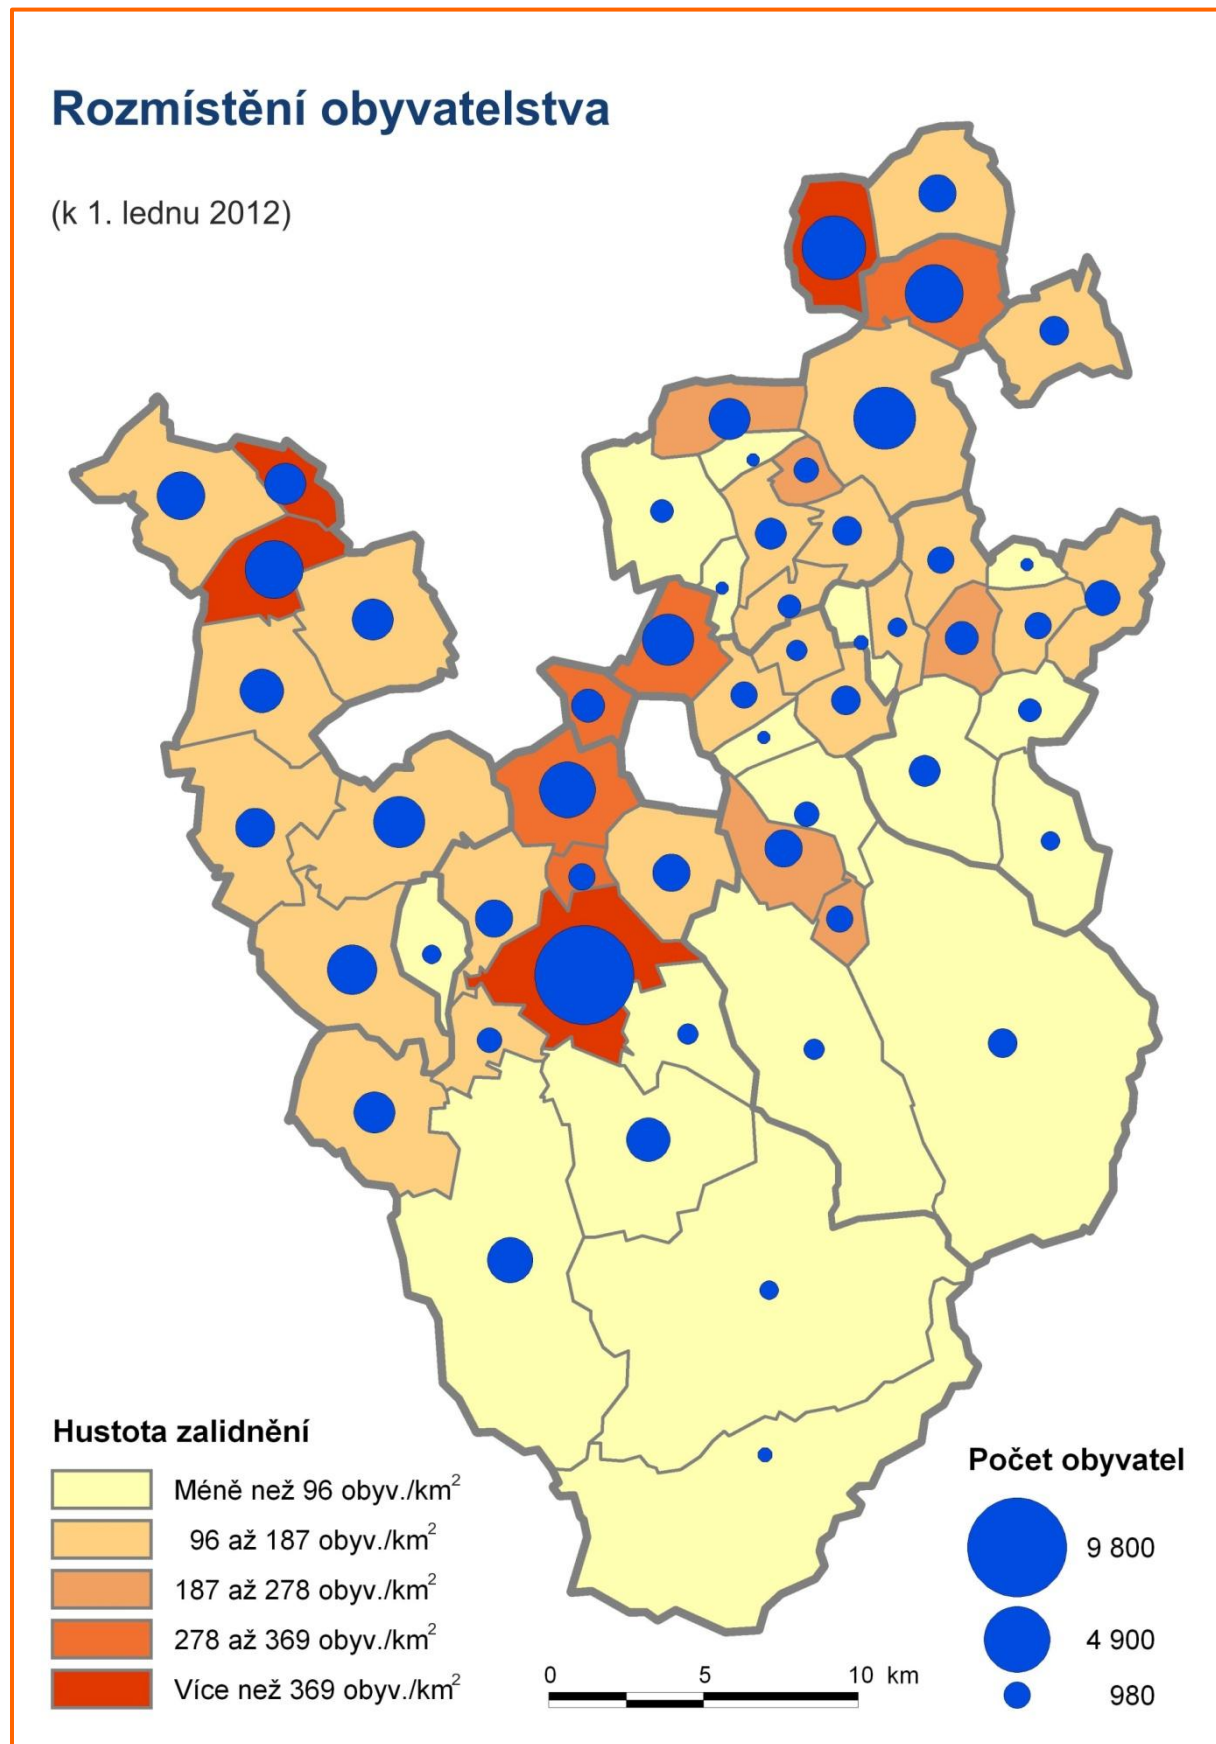 Rozmístění obyvatelstva
(k 1. lednu 2012)
Hustota zalidnění
Méně než 96 obyv./km²
96 až 187 obyv./km²
187 až 278 obyv./km²
278 až 369 obyv./km²
Více než 369 obyv./km²
0 5 10 km
Počet obyvatel
9 800
4 900
980